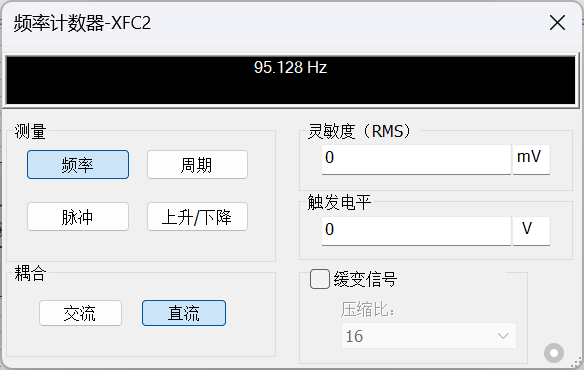 频率计数器-XFC2
95.128 Hz
测量
频率
周期
脉冲
上升/下降
耦合
交流
直流
灵敏度（RMS）
0
mV
触发电平
0
V
缓变信号
压缩比：
16